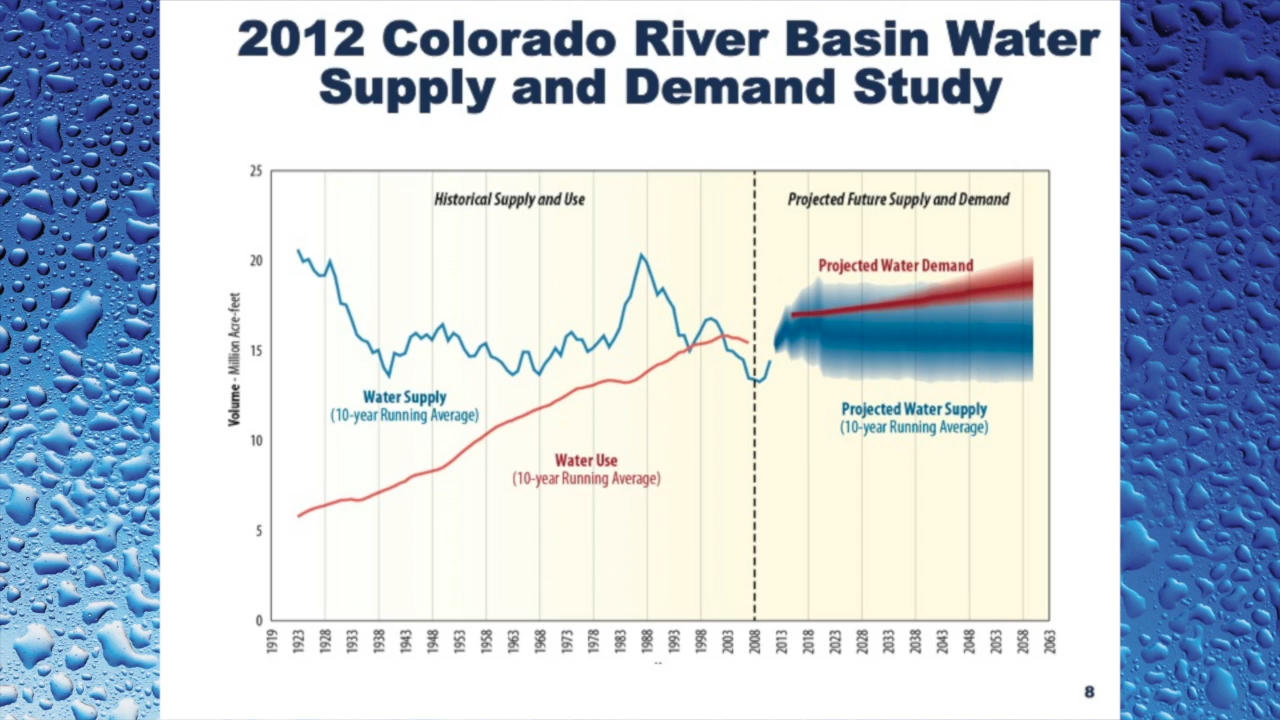 2012 Colorado River Basin Water
Supply and Demand Study
25
Historical Supply and Use
Projected Future Supply and Demand
20
Projected Water Demand
15
Volume - Million Acre-feet
Water Supply
(10-year Running Average)
Projected Water Supply
(10-year Running Average)
10
Water Use
(10-year Running Average)
5
0
1919 1923 1928 1933 1938 1943 1948 1953 1958 1963 1968 1973 1978 1983 1988 1993 1998 2003 2008 2013 2018 2023 2028 2033 2038 2043 2048 2053 2058 2063
8